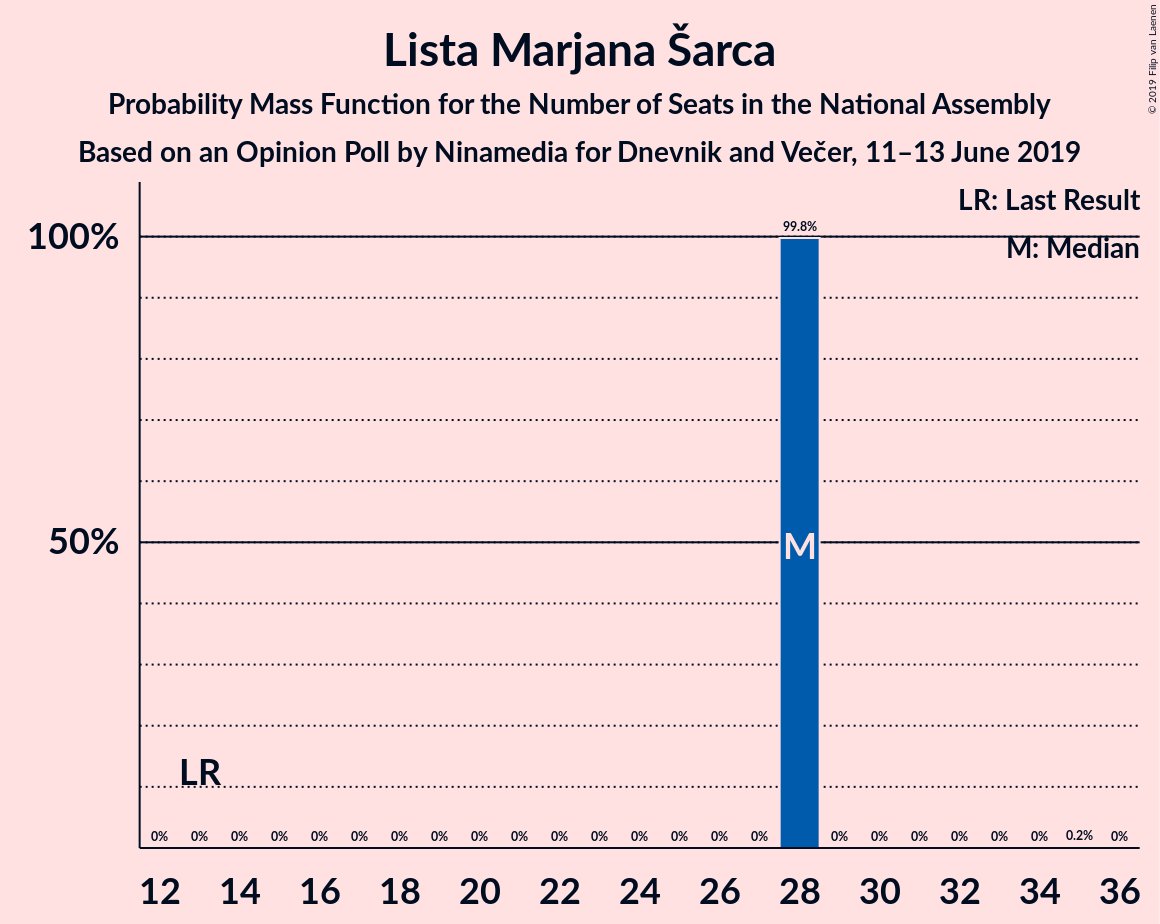 Lista Marjana Šarca
Probability Mass Function for the Number of Seats in the National Assembly
Based on an Opinion Poll by Ninamedia for Dnevnik and Večer, 11–13 June 2019
© 2019 Filip van Laenen
LR: Last Result
M: Median
99.8%
100%
50%
M
LR
0% 0% 0% 0% 0% 0% 0% 0% 0% 0% 0% 0% 0% 0% 0% 0% 0% 0% 0% 0% 0% 0% 0.2% 0%
12 14 16 18 20 22 24 26 28 30 32 34 36